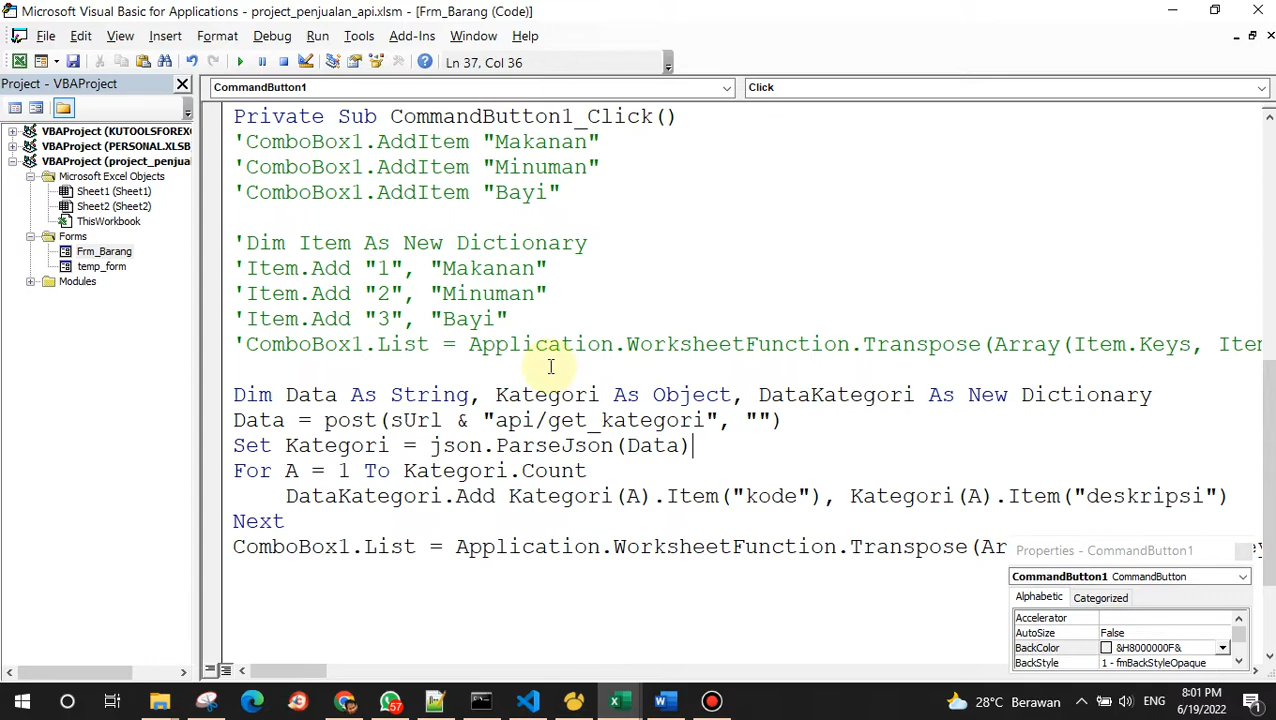 Microsoft Visual Basic for Applications - project_penjualan_api.xlsm - [Frm_Barang (Code)]
File Edit View Insert Format Debug Run Tools Add-Ins Window Help
Ln 37, Col 36
Project - VBAProject
CommandButton1
Click
VBAProject (KUTOOLSFOREX
VBAProject (PERSONAL.XLSB
VBAProject (project_penjual
Microsoft Excel Objects
Sheet1 (Sheet1)
Sheet2 (Sheet2)
ThisWorkbook
Forms
Frm_Barang
temp_form
Modules
Private Sub CommandButton1_Click()
'ComboBox1.AddItem "Makanan"
'ComboBox1.AddItem "Minuman"
'ComboBox1.AddItem "Bayi"
'Dim Item As New Dictionary
'Item.Add "1", "Makanan"
'Item.Add "2", "Minuman"
'Item.Add "3", "Bayi"
'ComboBox1.List = Application.WorksheetFunction.Transpose(Array(Item.Keys, Item
Dim Data As String, Kategori As Object, DataKategori As New Dictionary
Data = post(sUrl & "api/get_kategori", "")
Set Kategori = json.ParseJson(Data)
For A = 1 To Kategori.Count
DataKategori.Add Kategori(A).Item("kode"), Kategori(A).Item("deskripsi")
Next
ComboBox1.List = Application.WorksheetFunction.Transpose(Arr
Properties - CommandButton1
CommandButton1 CommandButton
Alphabetic Categorized
Accelerator
AutoSize False
BackColor &H8000000F&
BackStyle 1 - fmBackStyleOpaque
57
28°C Berawan
ENG
8:01 PM
6/19/2022
1